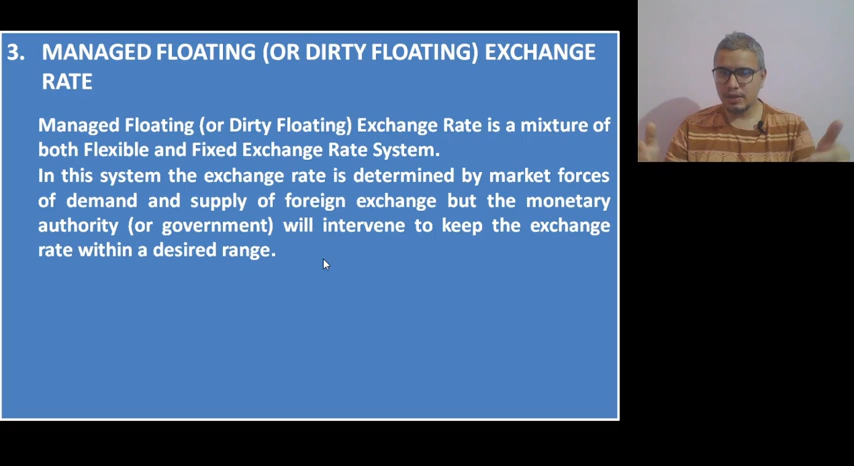 3. MANAGED FLOATING (OR DIRTY FLOATING) EXCHANGE
RATE
Managed Floating (or Dirty Floating) Exchange Rate is a mixture of
both Flexible and Fixed Exchange Rate System.
In this system the exchange rate is determined by market forces
of demand and supply of foreign exchange but the monetary
authority (or government) will intervene to keep the exchange
rate within a desired range.